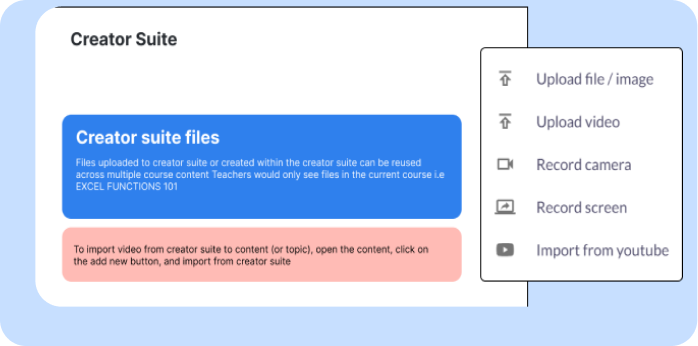 Creator Suite
Creator suite files
Files uploaded to creator suite or created within the creator suite can be reused
across multiple course content Teachers would only see files in the current course i.e
EXCEL FUNCTIONS 101
To import video from creator suite to content (or topic), open the content, click on
the add new button, and import from creator suite
Upload file / image
Upload video
Record camera
Record screen
Import from youtube